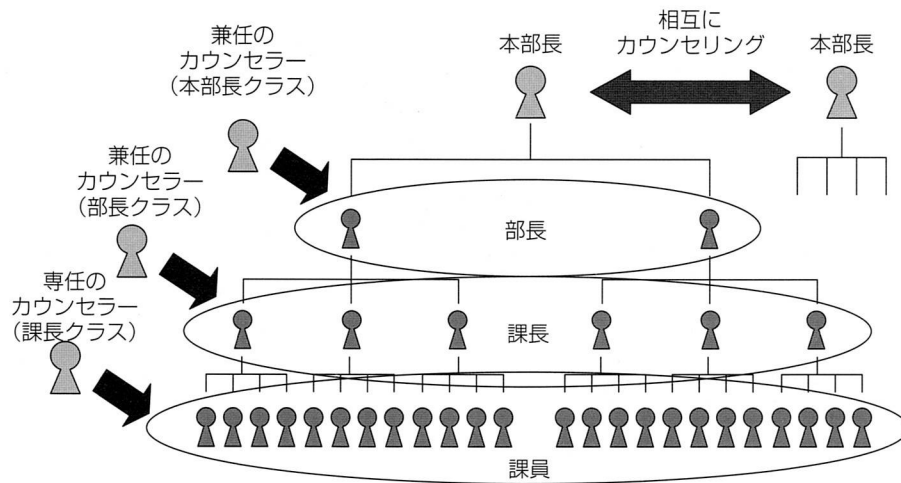 兼任の
カウンセラー
(本部長クラス)
本部長
相互に
カウンセリング
本部長
兼任の
カウンセラー
(部長クラス)
部長
専任の
カウンセラー
(課長クラス)
課長
課員